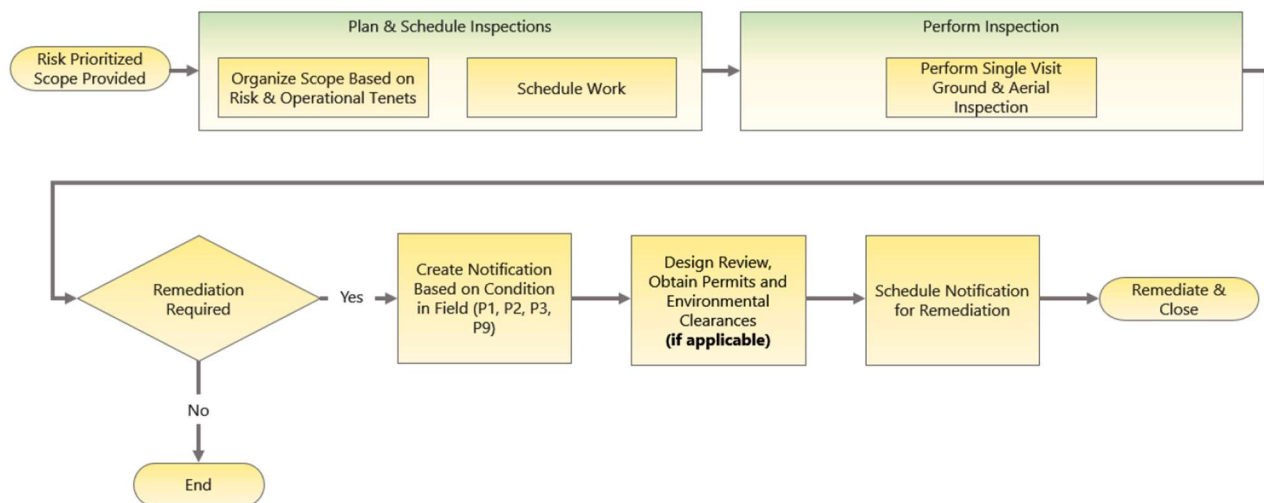 Plan & Schedule Inspections
Perform Inspection
Risk Prioritized
Scope Provided
Organize Scope Based on
Risk & Operational Tenets
Schedule Work
Perform Single Visit
Ground & Aerial
Inspection
Remediation
Required
Yes
Create Notification
Based on Condition
in Field (P1, P2, P3,
P9)
Design Review,
Obtain Permits and
Environmental
Clearances
(if applicable)
Schedule Notification
for Remediation
Remediate &
Close
No
End